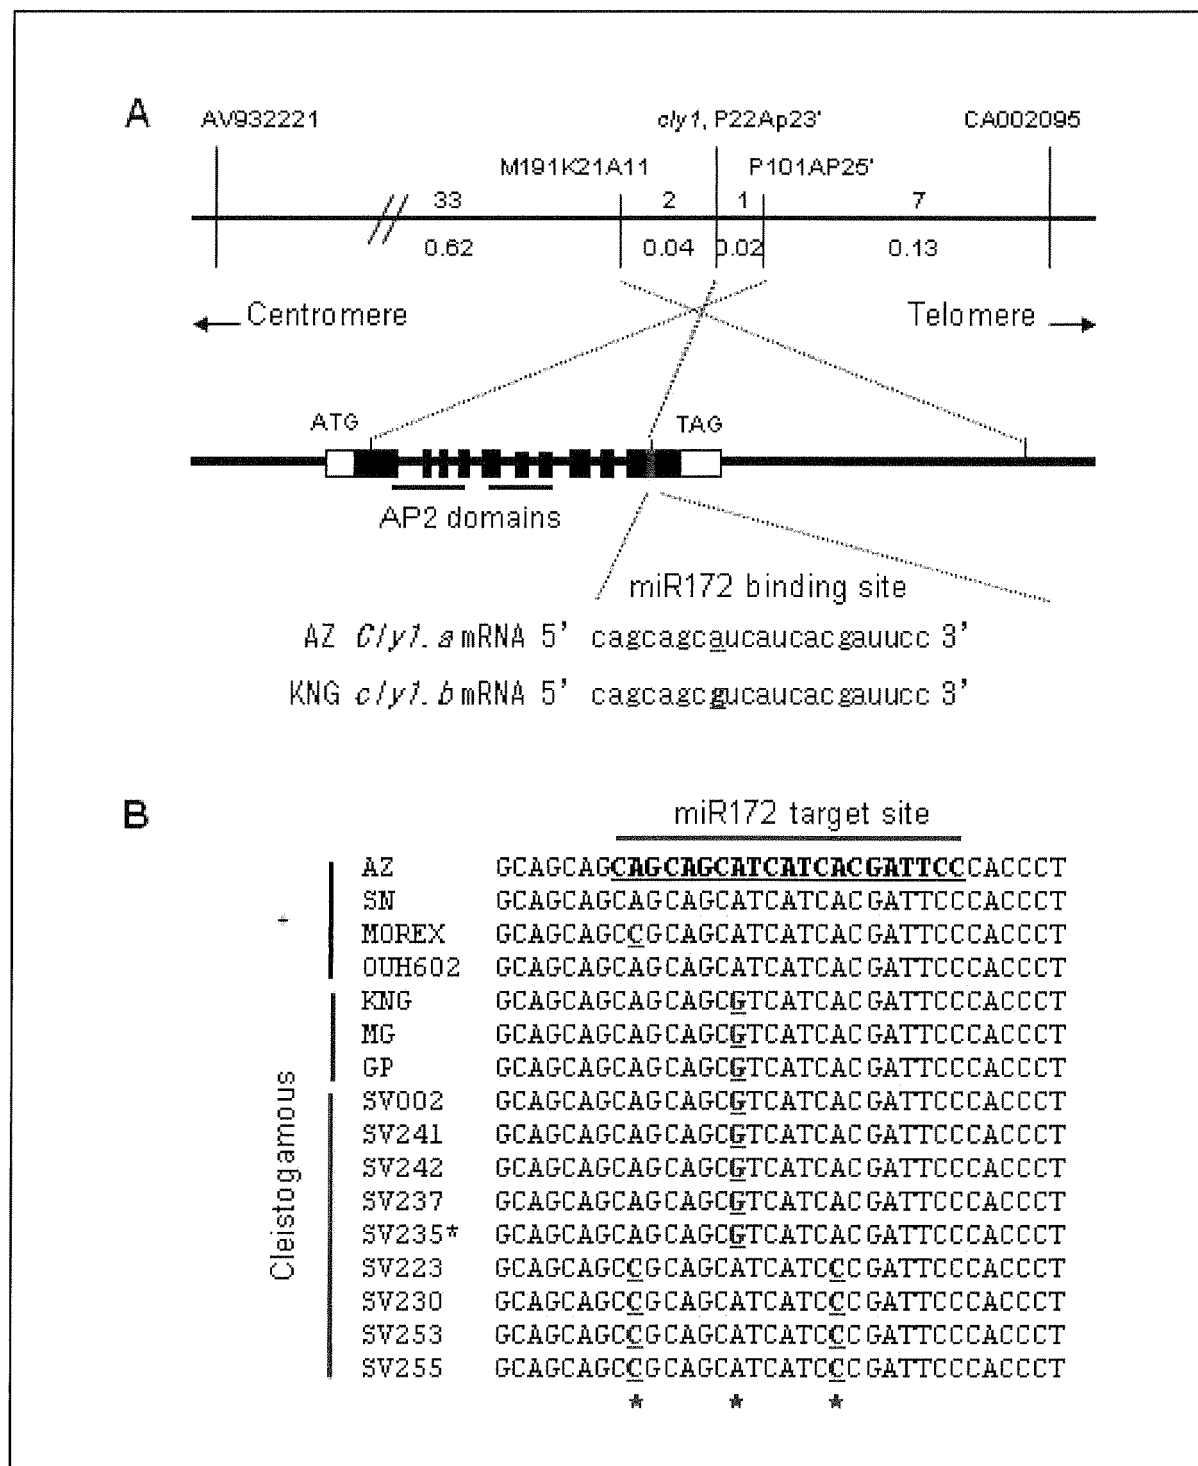 A
AV932221 cly1, P22Ap23' CA002095
M191K21A11 P101AP25'
33 2 1 7
0.62 0.04 0.02 0.13
Centromere Telomere
ATG TAG
AP2 domains
miR172 binding site
AZ Cly1.a mRNA 5’ cagcagcaucaucacgauucc 3’
KNG cly1.b mRNA 5’ cagcagcgucaucacgauucc 3’
B
miR172 target site
AZ GCAGCAGCAGCAGCATCATCACGATTCCCACCCT
SN GCAGCAGCAGCAGCATCATCACGATTCCCACCCT
+
MOREX GCAGCAGCCGCAGCATCATCACGATTCCCACCCT
OUH602 GCAGCAGCAGCAGCATCATCACGATTCCCACCCT
KNG GCAGCAGCAGCAGCGTCATCACGATTCCCACCCT
MG GCAGCAGCAGCAGCGTCATCACGATTCCCACCCT
GP GCAGCAGCAGCAGCGTCATCACGATTCCCACCCT
Cleistogamous
SV002 GCAGCAGCAGCAGCGTCATCACGATTCCCACCCT
SV241 GCAGCAGCAGCAGCGTCATCACGATTCCCACCCT
SV242 GCAGCAGCAGCAGCGTCATCACGATTCCCACCCT
SV237 GCAGCAGCAGCAGCGTCATCACGATTCCCACCCT
SV235* GCAGCAGCAGCAGCGTCATCACGATTCCCACCCT
SV223 GCAGCAGCCGCAGCATCATCCCGATTCCCACCCT
SV230 GCAGCAGCCGCAGCATCATCCCGATTCCCACCCT
SV253 GCAGCAGCCGCAGCATCATCCCGATTCCCACCCT
SV255 GCAGCAGCCGCAGCATCATCCCGATTCCCACCCT
* * *